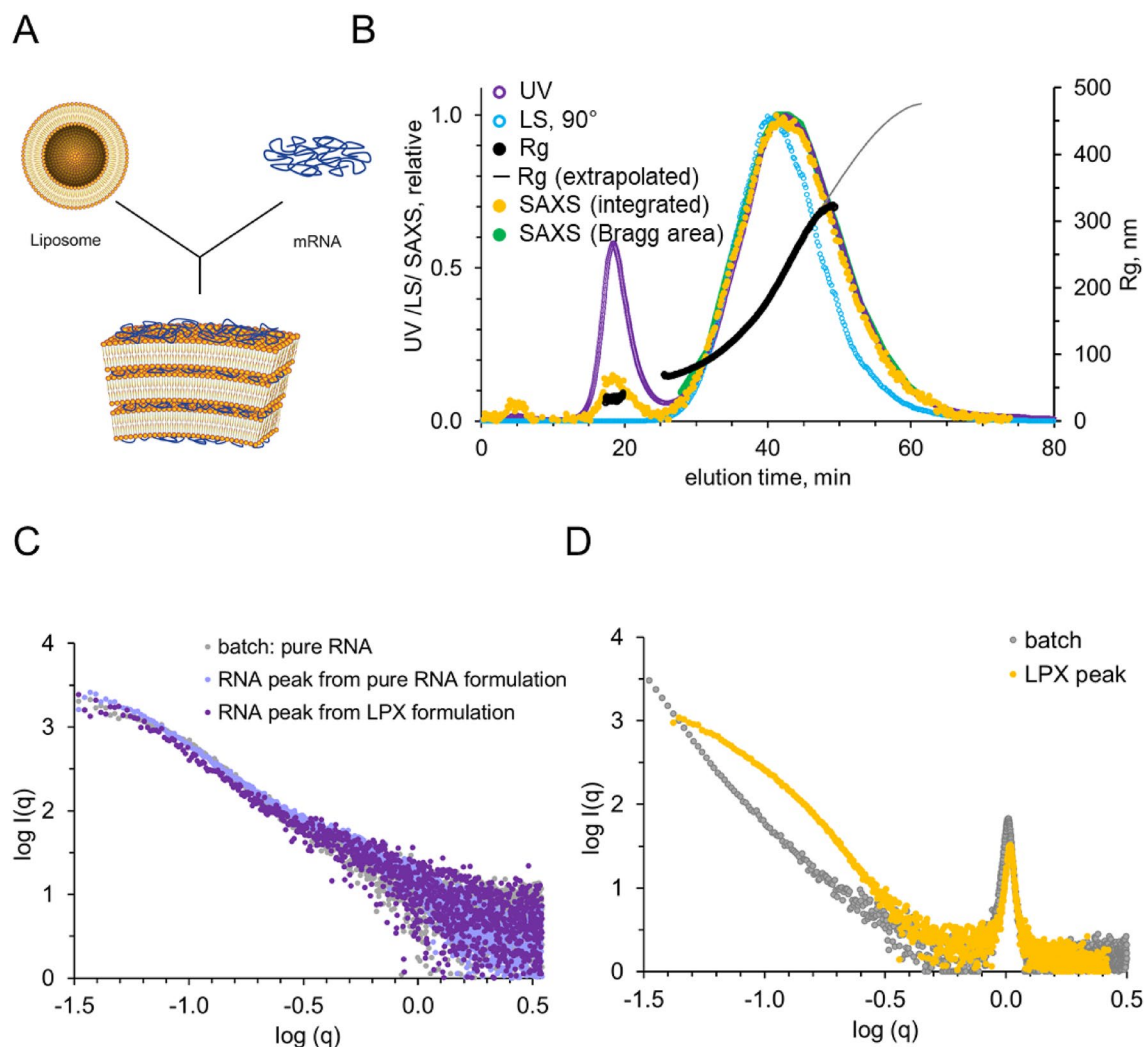 A
Liposome
mRNA
B
UV
LS, 90°
Rg
Rg (extrapolated)
SAXS (integrated)
SAXS (Bragg area)
UV /LS/ SAXS, relative
1.0
0.5
0.0
0 20 40 60 80
elution time, min
500
400
300
200
100
0
Rg, nm
C
batch: pure RNA
RNA peak from pure RNA formulation
RNA peak from LPX formulation
log I(q)
4
3
2
1
0
-1.5 -1.0 -0.5 0.0 0.5
log (q)
D
batch
LPX peak
log I(q)
4
3
2
1
0
-1.5 -1.0 -0.5 0.0 0.5
log (q)